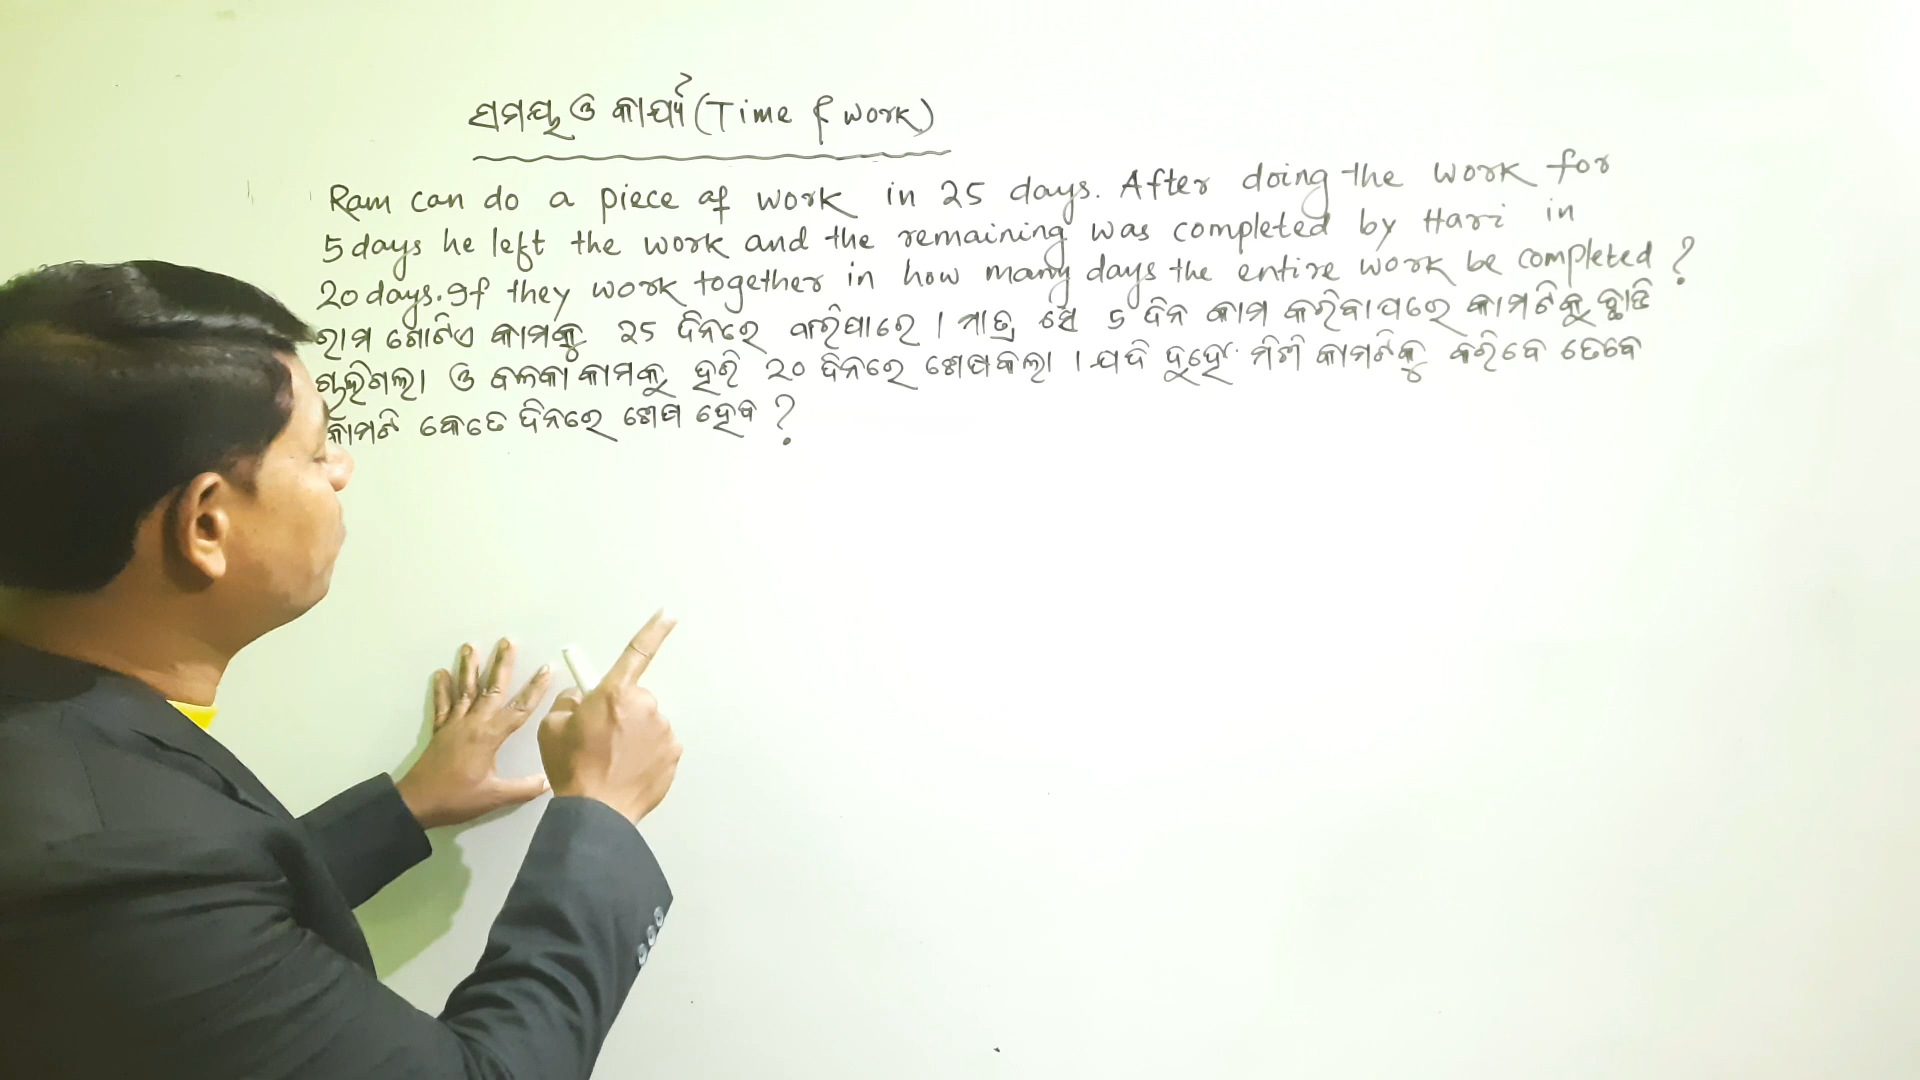 ସମୟ ଓ କାର୍ଯ୍ୟ (Time & work)
Ram can do a piece of work in 25 days. After doing the work for
5 days he left the work and the remaining was completed by Hari in
20 days. If they work together in how many days the entire work be completed ?
ରାମ ଗୋଟିଏ କାମକୁ 25 ଦିନରେ କରିପାରେ । ମାତ୍ର ସେ 5 ଦିନ କାମ କରିବାପରେ କାମଟିକୁ ଛାଡି
ଚାଲିଗଲା ଓ ବଳକା କାମକୁ ହରି 20 ଦିନରେ ଶେଷକଲା । ଯଦି ଦୁହେଁ ମିଶି କାମଟିକୁ କରିବେ ତେବେ
କାମଟି କେତେ ଦିନରେ ଶେଷ ହେବ ?